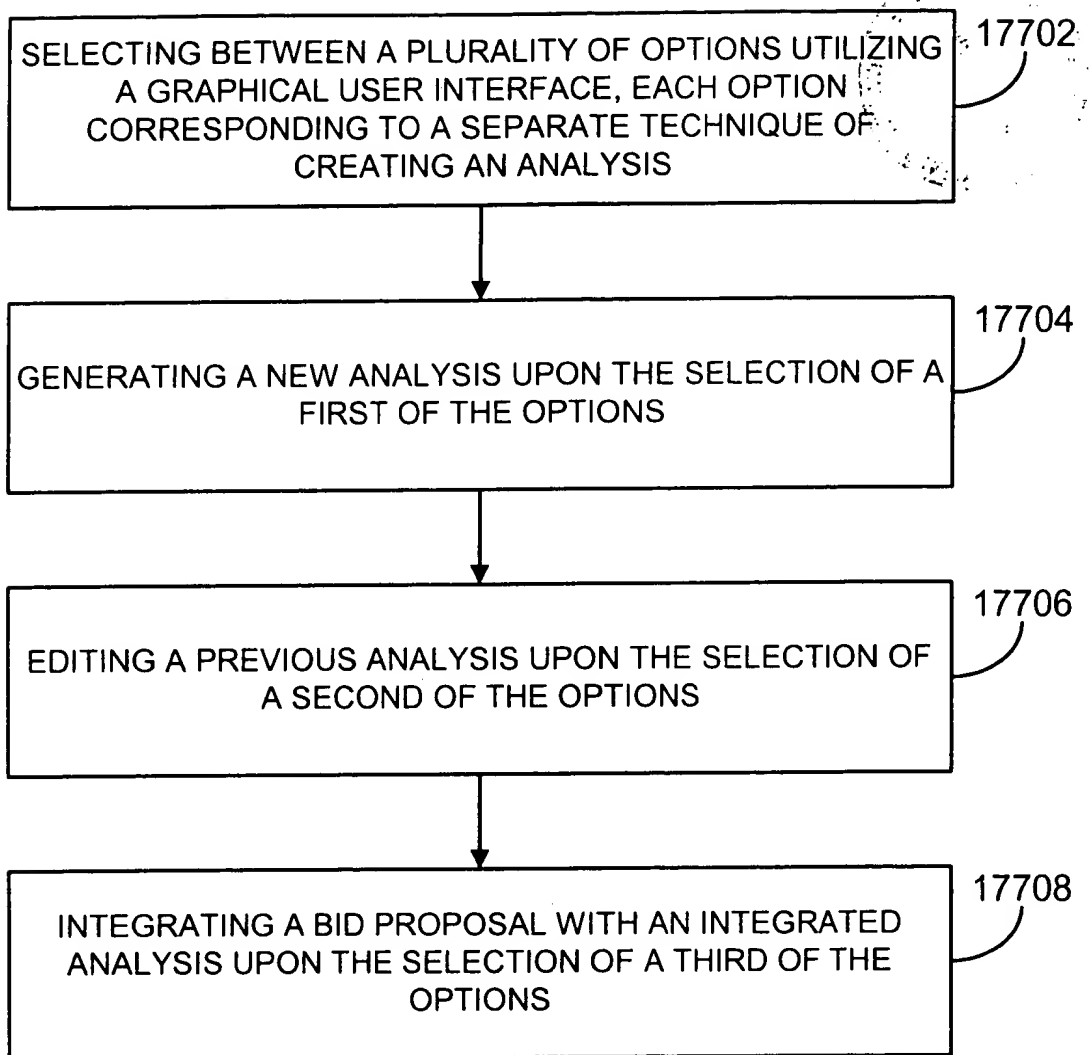 SELECTING BETWEEN A PLURALITY OF OPTIONS UTILIZING
A GRAPHICAL USER INTERFACE, EACH OPTION
CORRESPONDING TO A SEPARATE TECHNIQUE OF
CREATING AN ANALYSIS
17702
GENERATING A NEW ANALYSIS UPON THE SELECTION OF A
FIRST OF THE OPTIONS
17704
EDITING A PREVIOUS ANALYSIS UPON THE SELECTION OF
A SECOND OF THE OPTIONS
17706
INTEGRATING A BID PROPOSAL WITH AN INTEGRATED
ANALYSIS UPON THE SELECTION OF A THIRD OF THE
OPTIONS
17708